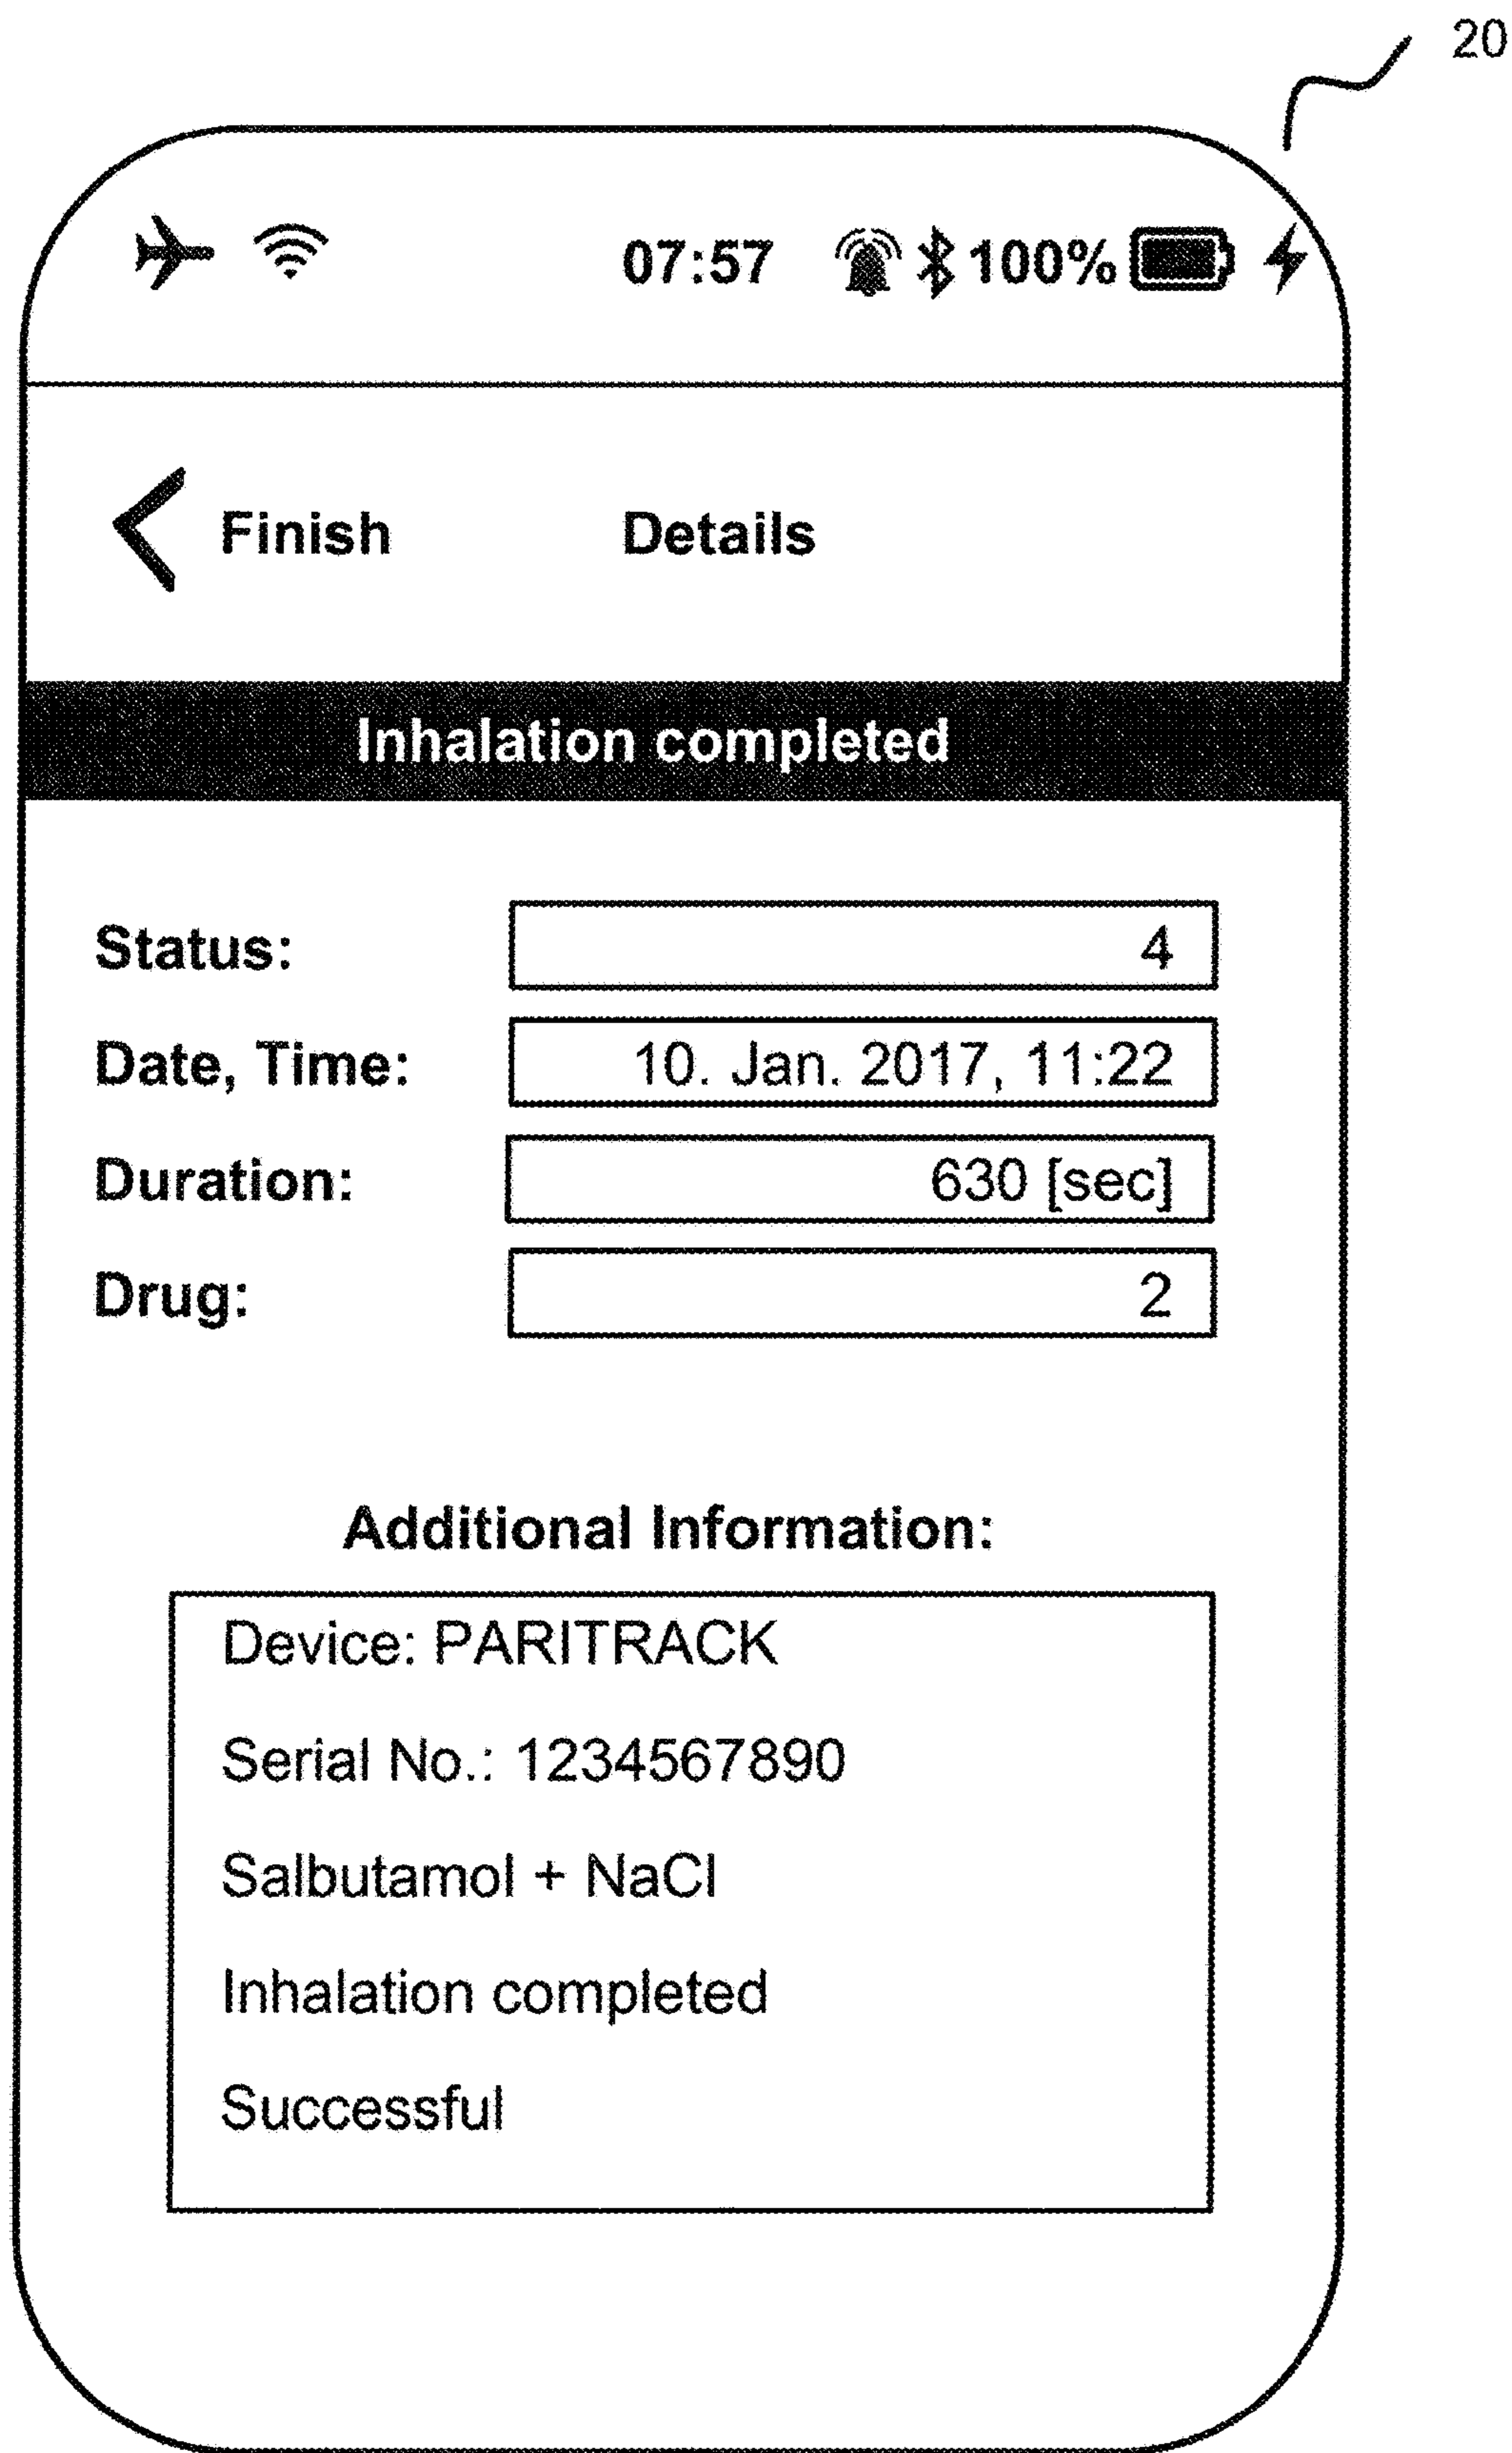 20
07:57 100%
Finish Details
Inhalation completed
Status: 4
Date, Time: 10. Jan. 2017, 11:22
Duration: 630 [sec]
Drug: 2
Additional Information:
Device: PARITRACK
Serial No.: 1234567890
Salbutamol + NaCl
Inhalation completed
Successful